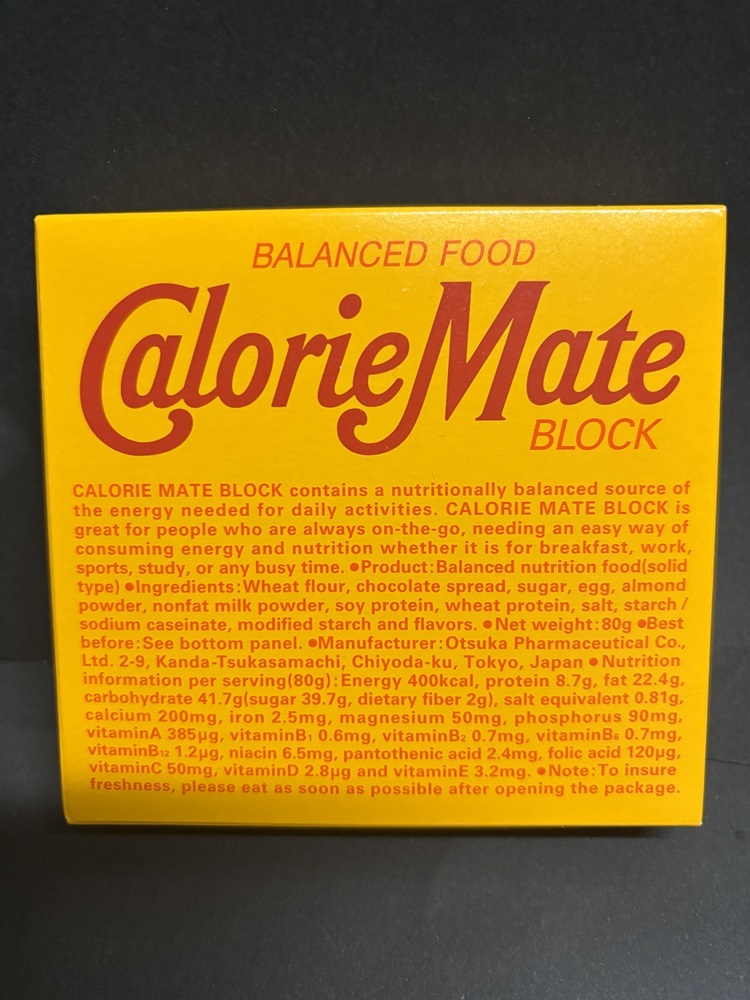 BALANCED FOOD
CalorieMate
BLOCK
CALORIE MATE BLOCK contains a nutritionally balanced source of
the energy needed for daily activities. CALORIE MATE BLOCK is
great for people who are always on-the-go, needing an easy way of
consuming energy and nutrition whether it is for breakfast, work,
sports, study, or any busy time. ●Product:Balanced nutrition food(solid
type) ●Ingredients:Wheat flour, chocolate spread, sugar, egg, almond
powder, nonfat milk powder, soy protein, wheat protein, salt, starch /
sodium caseinate, modified starch and flavors. ●Net weight:80g ●Best
before:See bottom panel. ●Manufacturer:Otsuka Pharmaceutical Co.,
Ltd. 2-9, Kanda-Tsukasamachi, Chiyoda-ku, Tokyo, Japan ●Nutrition
information per serving(80g):Energy 400kcal, protein 8.7g, fat 22.4g,
carbohydrate 41.7g(sugar 39.7g, dietary fiber 2g), salt equivalent 0.81g,
calcium 200mg, iron 2.5mg, magnesium 50mg, phosphorus 90mg,
vitaminA 385μg, vitaminB₁ 0.6mg, vitaminB₂ 0.7mg, vitaminB₆ 0.7mg,
vitaminB₁₂ 1.2μg, niacin 6.5mg, pantothenic acid 2.4mg, folic acid 120μg,
vitaminC 50mg, vitaminD 2.8μg and vitaminE 3.2mg. ●Note:To insure
freshness, please eat as soon as possible after opening the package.